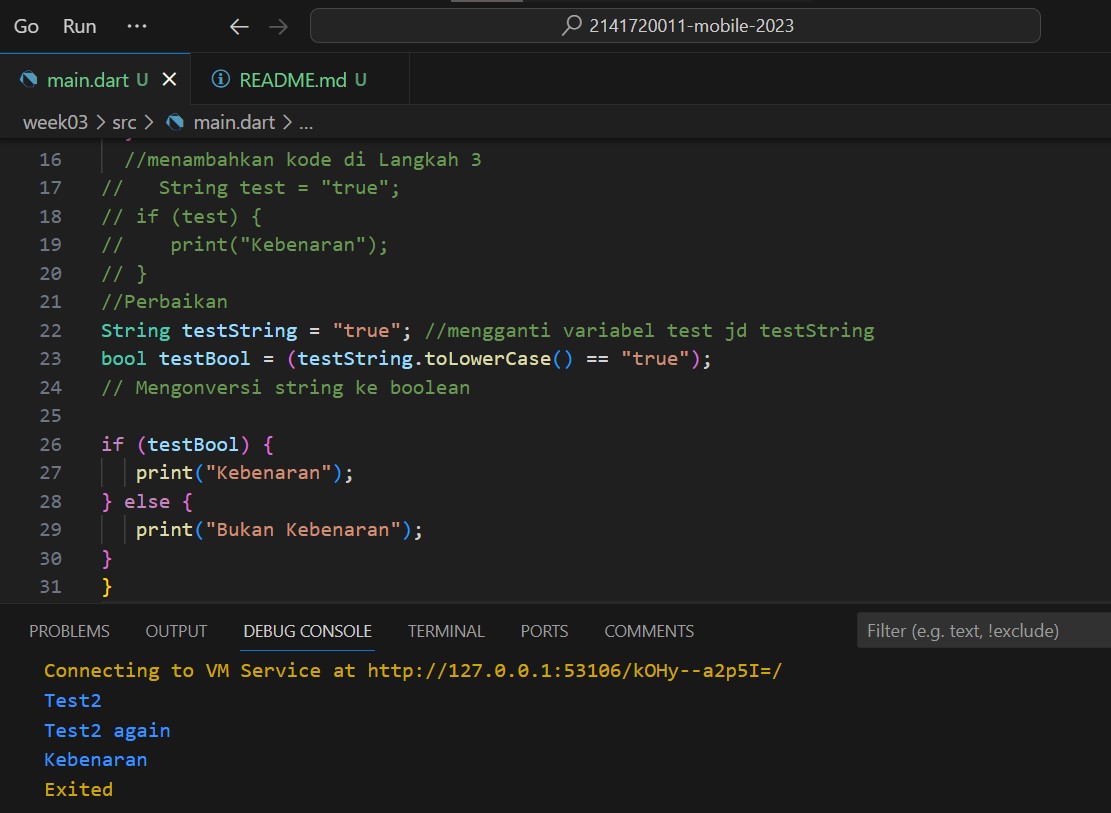 Go Run ...
2141720011-mobile-2023
main.dart U README.md U
week03 > src > main.dart > ...
16 //menambahkan kode di Langkah 3
17 //   String test = "true";
18 // if (test) {
19 //    print("Kebenaran");
20 // }
21 //Perbaikan
22 String testString = "true"; //mengganti variabel test jd testString
23 bool testBool = (testString.toLowerCase() == "true");
24 // Mengonversi string ke boolean
25
26 if (testBool) {
27    print("Kebenaran");
28 } else {
29    print("Bukan Kebenaran");
30 }
31 }
PROBLEMS OUTPUT DEBUG CONSOLE TERMINAL PORTS COMMENTS Filter (e.g. text, !exclude)
Connecting to VM Service at http://127.0.0.1:53106/kOHy--a2p5I=/
Test2
Test2 again
Kebenaran
Exited